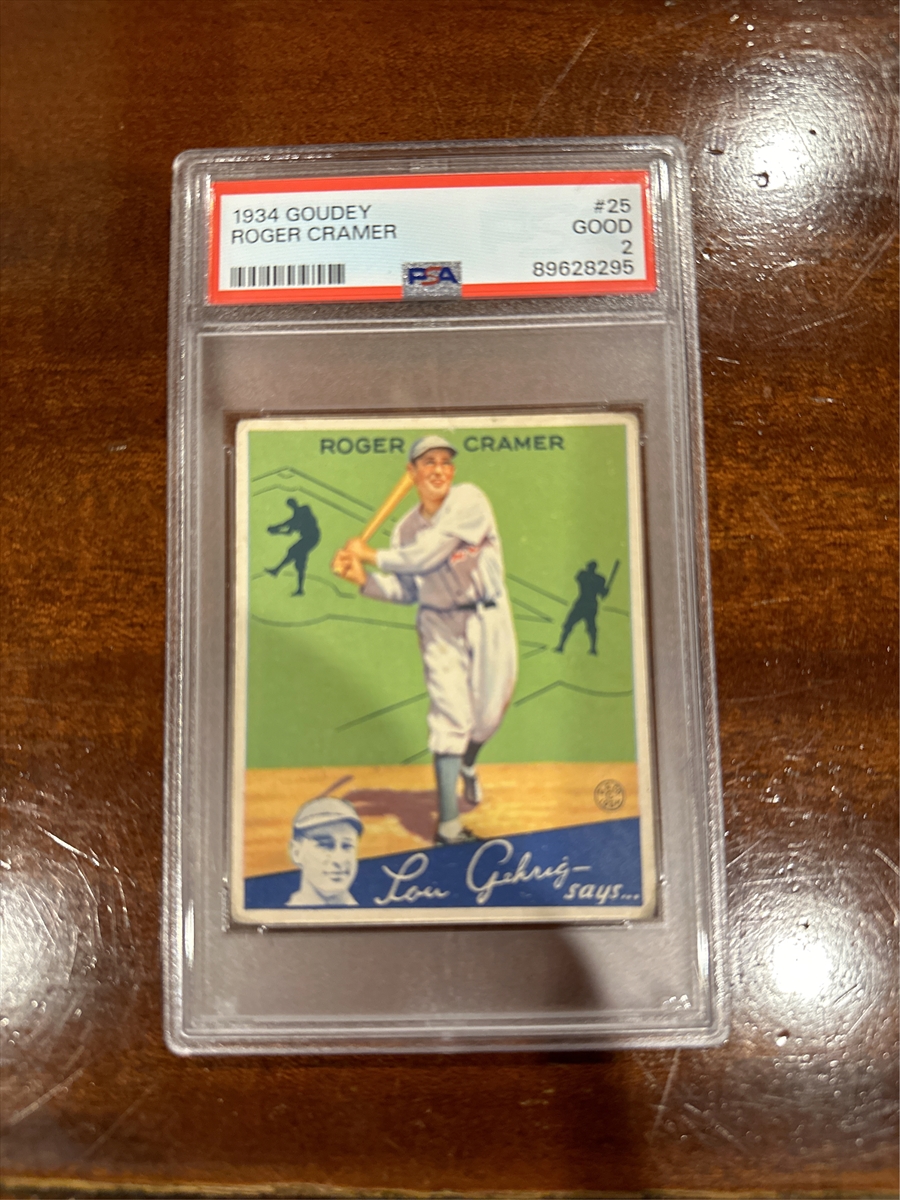 1934 GOUDEY #25
ROGER CRAMER GOOD
2
PSA 89628295
ROGER CRAMER
Lou Gehrig–
says...